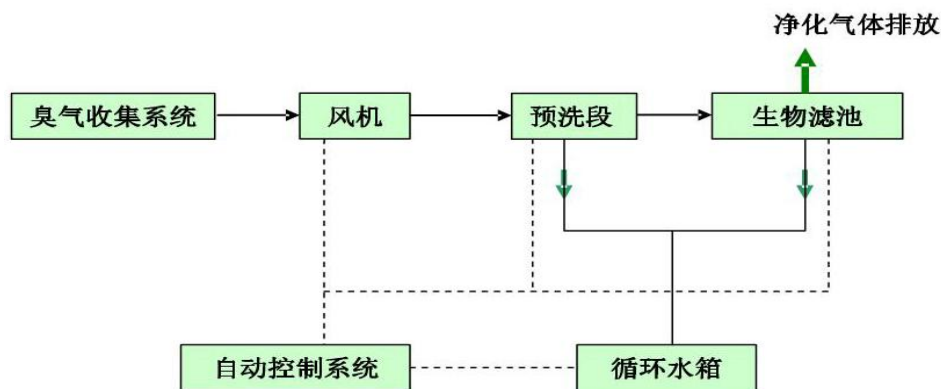 净化气体排放
臭气收集系统
风机
预洗段
生物滤池
自动控制系统
循环水箱